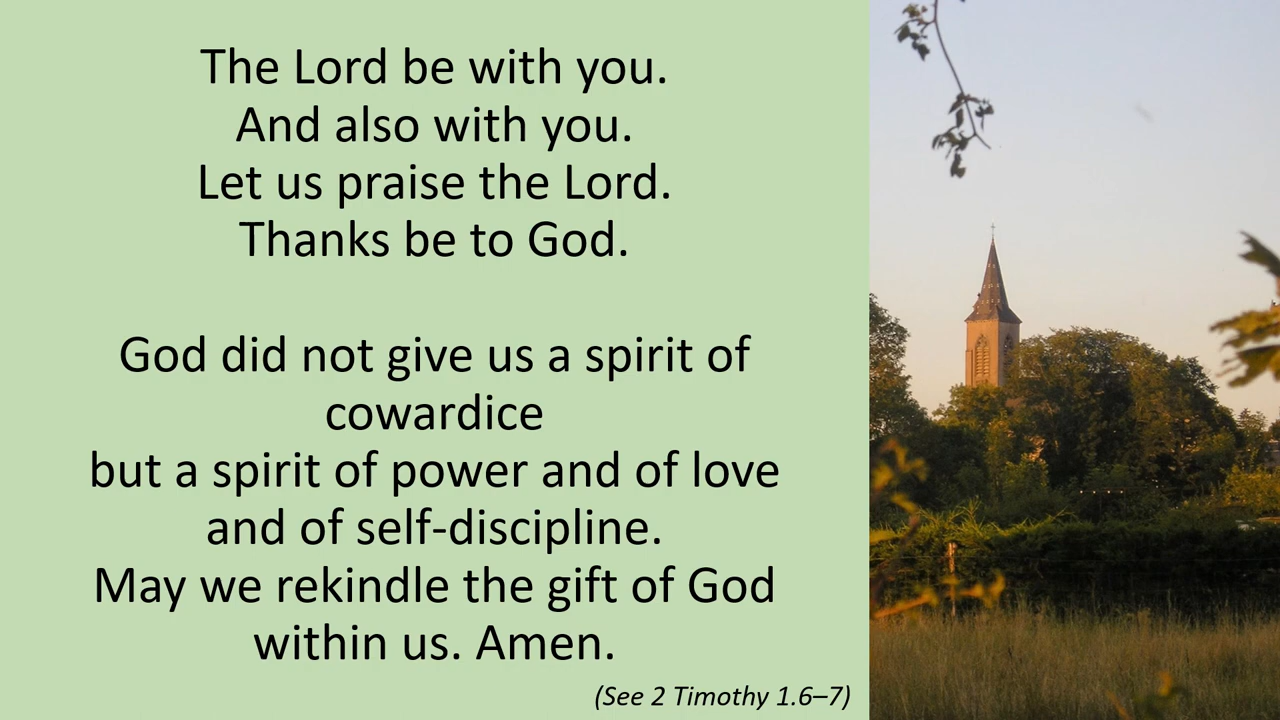 The Lord be with you.
And also with you.
Let us praise the Lord.
Thanks be to God.
God did not give us a spirit of
cowardice
but a spirit of power and of love
and of self-discipline.
May we rekindle the gift of God
within us. Amen.
(See 2 Timothy 1.6–7)